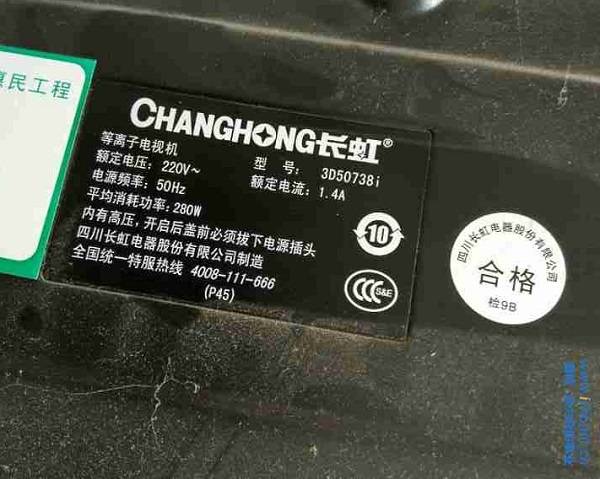 惠民工程
CHANGHONG长虹®
等离子电视机 型 号: 3D50738i
额定电压: 220V~ 额定电流: 1.4A
电源频率: 50Hz
平均消耗功率: 280W
内有高压，开启后盖前必须拔下电源插头
四川长虹电器股份有限公司制造
全国统一特服热线 4008-111-666
(P45)
10
CCC S&E
四川长虹电器股份有限公司
合格
检9B